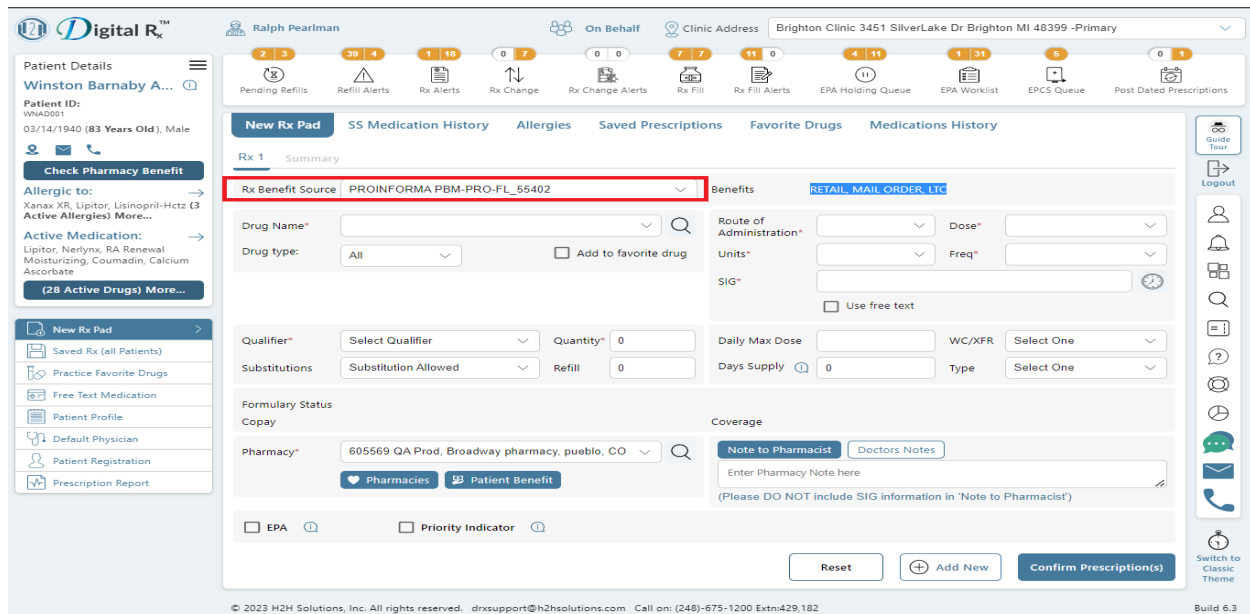 H2H Digital Rx™
Ralph Pearlman
On Behalf
Clinic Address
Brighton Clinic 3451 SilverLake Dr Brighton MI 48399 -Primary
Patient Details
Winston Barnaby A...
Patient ID:
WNAD001
03/14/1940 (83 Years Old), Male
Check Pharmacy Benefit
Allergic to:
Xanax XR, Lipitor, Lisinopril-Hctz (3
Active Allergies) More...
Active Medication:
Lipitor, Nerlynx, RA Renewal
Moisturizing, Coumadin, Calcium
Ascorbate
(28 Active Drugs) More...
New Rx Pad
Saved Rx (all Patients)
Practice Favorite Drugs
Free Text Medication
Patient Profile
Default Physician
Patient Registration
Prescription Report
2 3
Pending Refills
39 4
Refill Alerts
1 18
Rx Alerts
0 7
Rx Change
0 0
Rx Change Alerts
7 7
Rx Fill
11 0
Rx Fill Alerts
4 11
EPA Holding Queue
1 31
EPA Worklist
5
EPCS Queue
0 1
Post Dated Prescriptions
New Rx Pad SS Medication History Allergies Saved Prescriptions Favorite Drugs Medications History
Rx 1 Summary
Rx Benefit Source PROINFORMA PBM-PRO-FL_55402
Benefits RETAIL, MAIL ORDER, LTC
Drug Name*
Drug type: All
Add to favorite drug
Route of
Administration*
Dose*
Units*
Freq*
SIG*
Use free text
Qualifier* Select Qualifier
Quantity* 0
Substitutions Substitution Allowed
Refill 0
Daily Max Dose
WC/XFR Select One
Days Supply 0
Type Select One
Formulary Status
Copay
Coverage
Pharmacy* 605569 QA Prod, Broadway pharmacy, pueblo, CO
Pharmacies
Patient Benefit
Note to Pharmacist
Doctors Notes
Enter Pharmacy Note here
(Please DO NOT include SIG information in 'Note to Pharmacist')
EPA
Priority Indicator
Reset
Add New
Confirm Prescription(s)
Guide
Tour
Logout
Switch to
Classic
Theme
© 2023 H2H Solutions, Inc. All rights reserved. drxsupport@h2hsolutions.com Call on: (248)-675-1200 Extn:429,182
Build 6.3